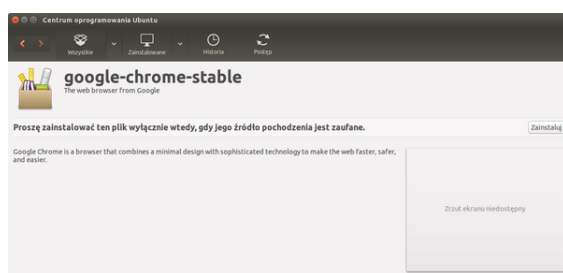 Centrum oprogramowania Ubuntu
Wszystkie
Zainstalowane
Historia
Postęp
google-chrome-stable
The web browser from Google
Proszę zainstalować ten plik wyłącznie wtedy, gdy jego źródło pochodzenia jest zaufane.
Zainstaluj
Google Chrome is a browser that combines a minimal design with sophisticated technology to make the web faster, safer,
and easier.
Zrzut ekranu niedostępny